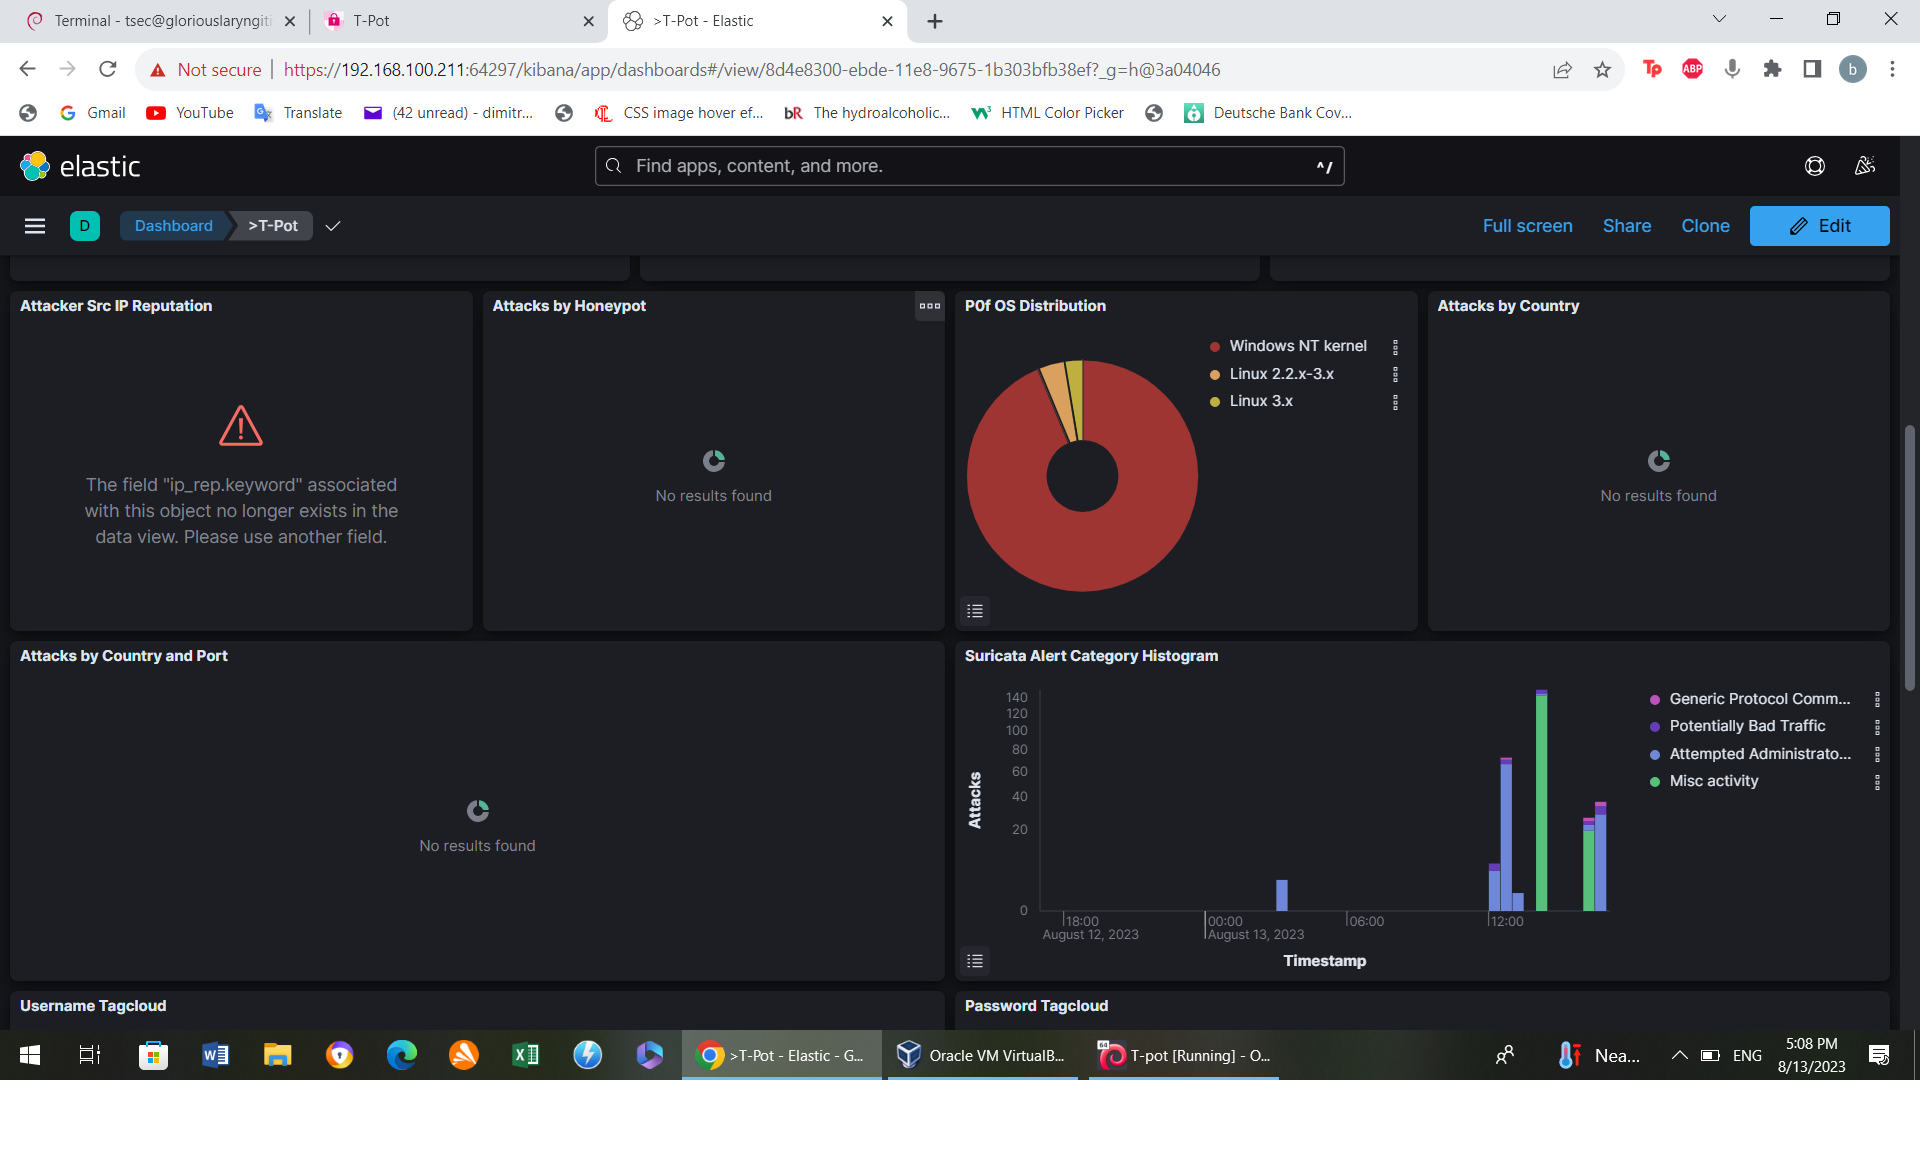 Terminal - tsec@gloriouslaryngiti
T-Pot
>T-Pot - Elastic
Not secure
https://192.168.100.211:64297/kibana/app/dashboards#/view/8d4e8300-ebde-11e8-9675-1b303bfb38ef?_g=h@3a04046
Tp
ABP
b
Gmail
YouTube
Translate
(42 unread) - dimitr...
CSS image hover ef...
bR
The hydroalcoholic...
HTML Color Picker
Deutsche Bank Cov...
elastic
Find apps, content, and more.
^/
D
Dashboard
>T-Pot
Full screen
Share
Clone
Edit
Attacker Src IP Reputation
The field "ip_rep.keyword" associated
with this object no longer exists in the
data view. Please use another field.
Attacks by Honeypot
No results found
P0f OS Distribution
Windows NT kernel
Linux 2.2.x-3.x
Linux 3.x
Attacks by Country
No results found
Attacks by Country and Port
No results found
Suricata Alert Category Histogram
140
120
100
80
60
40
20
0
Attacks
18:00
August 12, 2023
00:00
August 13, 2023
06:00
12:00
Timestamp
Generic Protocol Comm...
Potentially Bad Traffic
Attempted Administrato...
Misc activity
Username Tagcloud
Password Tagcloud
>T-Pot - Elastic - G...
Oracle VM VirtualB...
64
T-pot [Running] - O...
Nea...
ENG
5:08 PM
8/13/2023